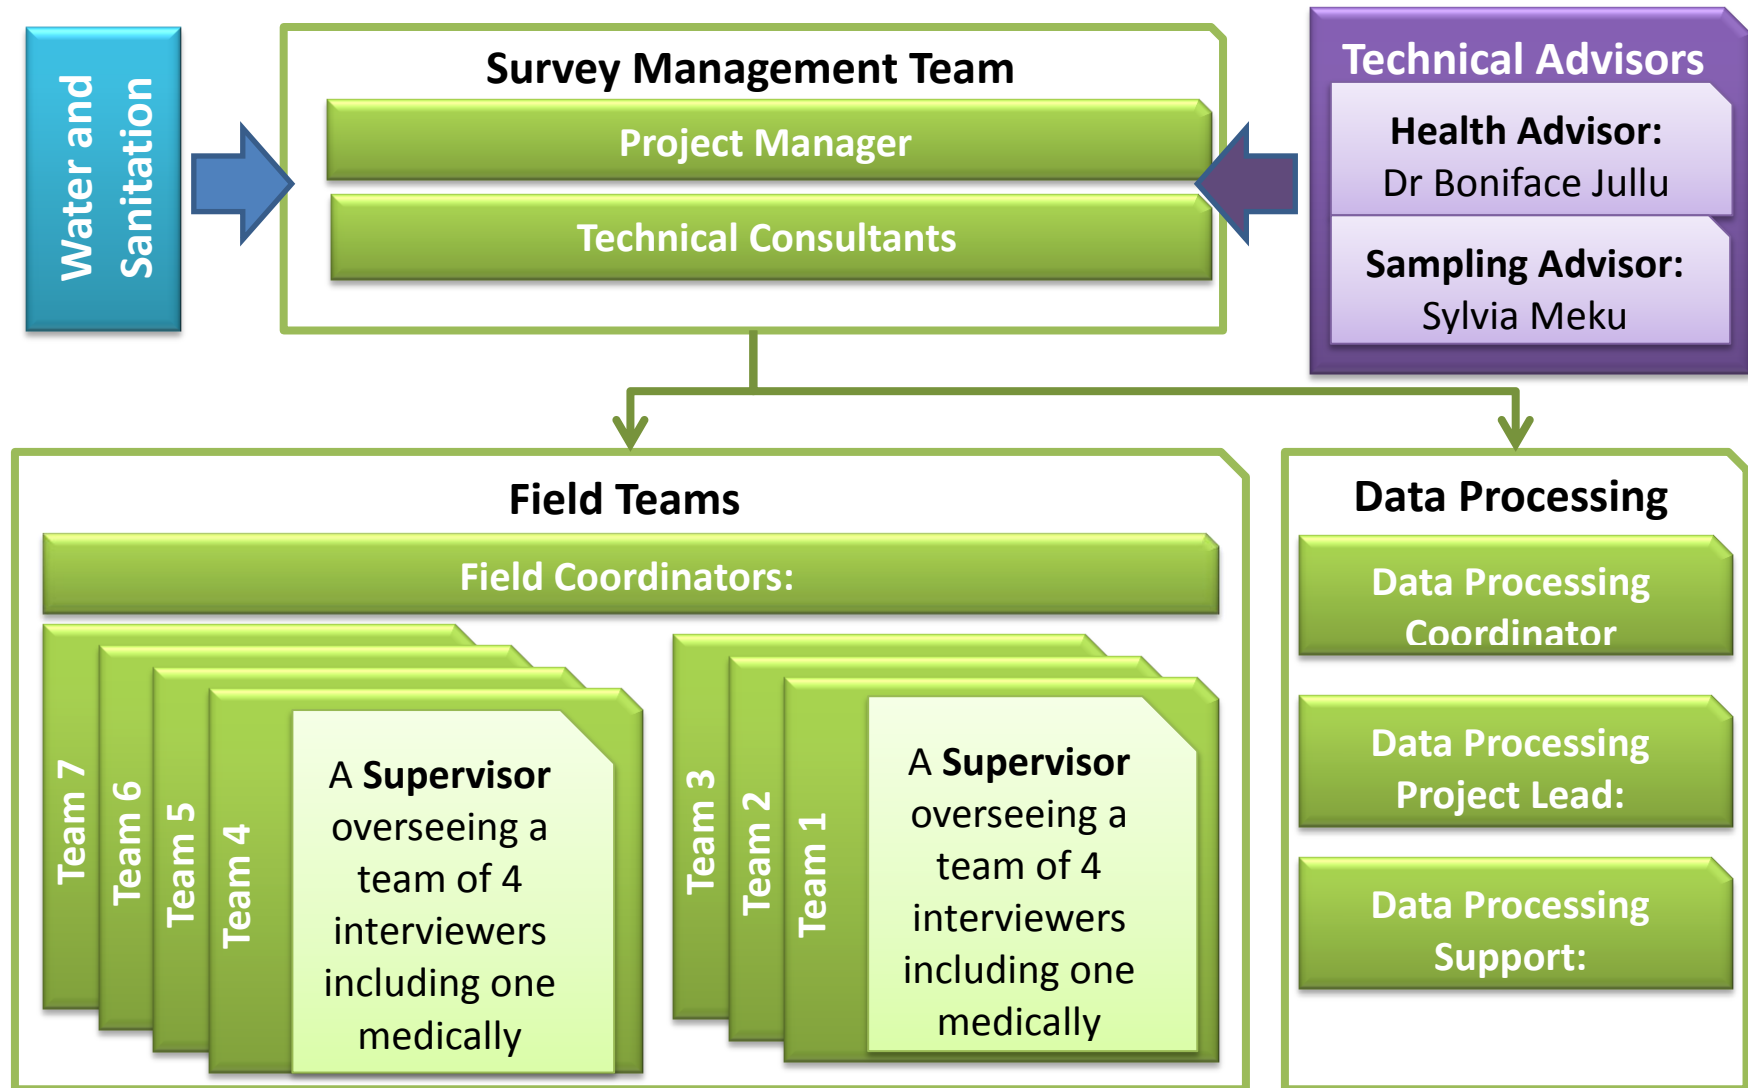 Water and
Sanitation
Survey Management Team
Project Manager
Technical Consultants
Technical Advisors
Health Advisor:
Dr Boniface Jullu
Sampling Advisor:
Sylvia Meku
Field Teams
Field Coordinators:
Team 7
Team 6
Team 5
Team 4
A Supervisor
overseeing a
team of 4
interviewers
including one
medically
Team 3
Team 2
Team 1
A Supervisor
overseeing a
team of 4
interviewers
including one
medically
Data Processing
Data Processing
Coordinator
Data Processing
Project Lead:
Data Processing
Support: